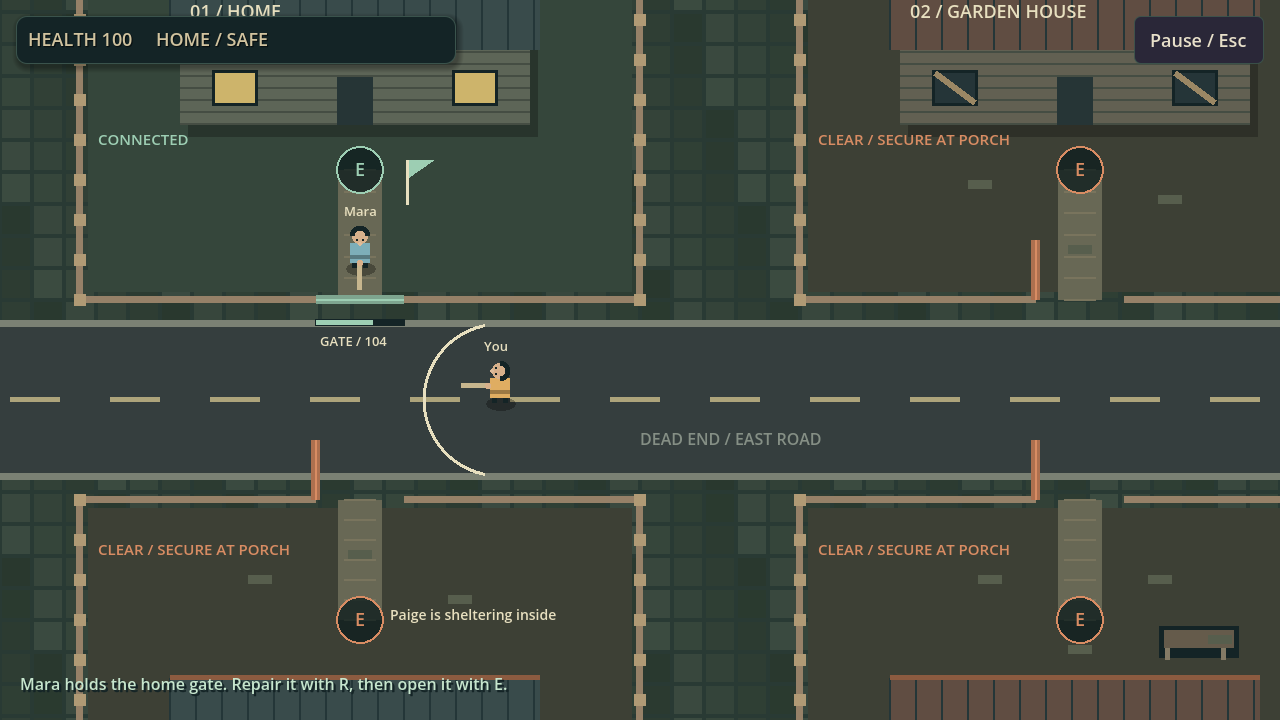 01 / HOME
02 / GARDEN HOUSE
HEALTH 100 HOME / SAFE
Pause / Esc
CONNECTED
CLEAR / SECURE AT PORCH
E
E
Mara
GATE / 104
You
DEAD END / EAST ROAD
CLEAR / SECURE AT PORCH
CLEAR / SECURE AT PORCH
E
Paige is sheltering inside
E
Mara holds the home gate. Repair it with R, then open it with E.